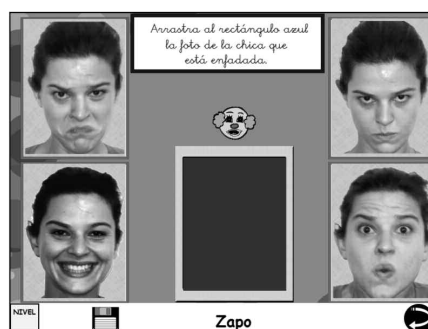 Arrastra al rectángulo azul
la foto de la chica que
está enfadada.
NIVEL
Zapo